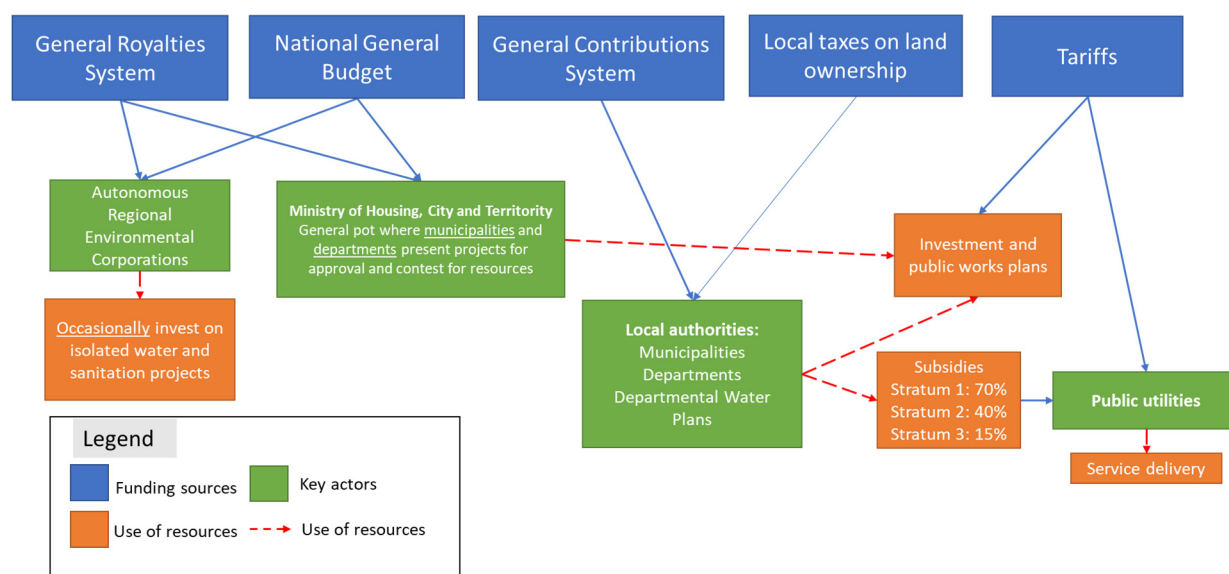 General Royalties
System
National General
Budget
General Contributions
System
Local taxes on land
ownership
Tariffs
Autonomous
Regional
Environmental
Corporations
Ministry of Housing, City and Territority
General pot where municipalities and
departments present projects for
approval and contest for resources
Investment and
public works plans
Occasionally invest on
isolated water and
sanitation projects
Local authorities:
Municipalities
Departments
Departmental Water
Plans
Subsidies
Stratum 1: 70%
Stratum 2: 40%
Stratum 3: 15%
Public utilities
Service delivery
Legend
Funding sources
Key actors
Use of resources
Use of resources